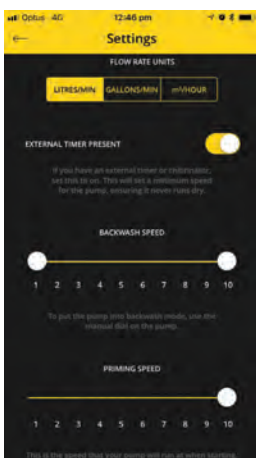 Optus 4G 12:46 pm
Settings
FLOW RATE UNITS
LITRES/MIN GALLONS/MIN m³/HOUR
EXTERNAL TIMER PRESENT
If you have an external timer or
set this to on. This will set a minimum speed
for the pump, ensuring it never runs dry.
BACKWASH SPEED
1 2 3 4 5 6 7 8 9 10
To put the pump into backwash mode, use the
manual dial on the pump.
PRIMING SPEED
1 2 3 4 5 6 7 8 9 10
This is the speed that your pump will run at when starting.